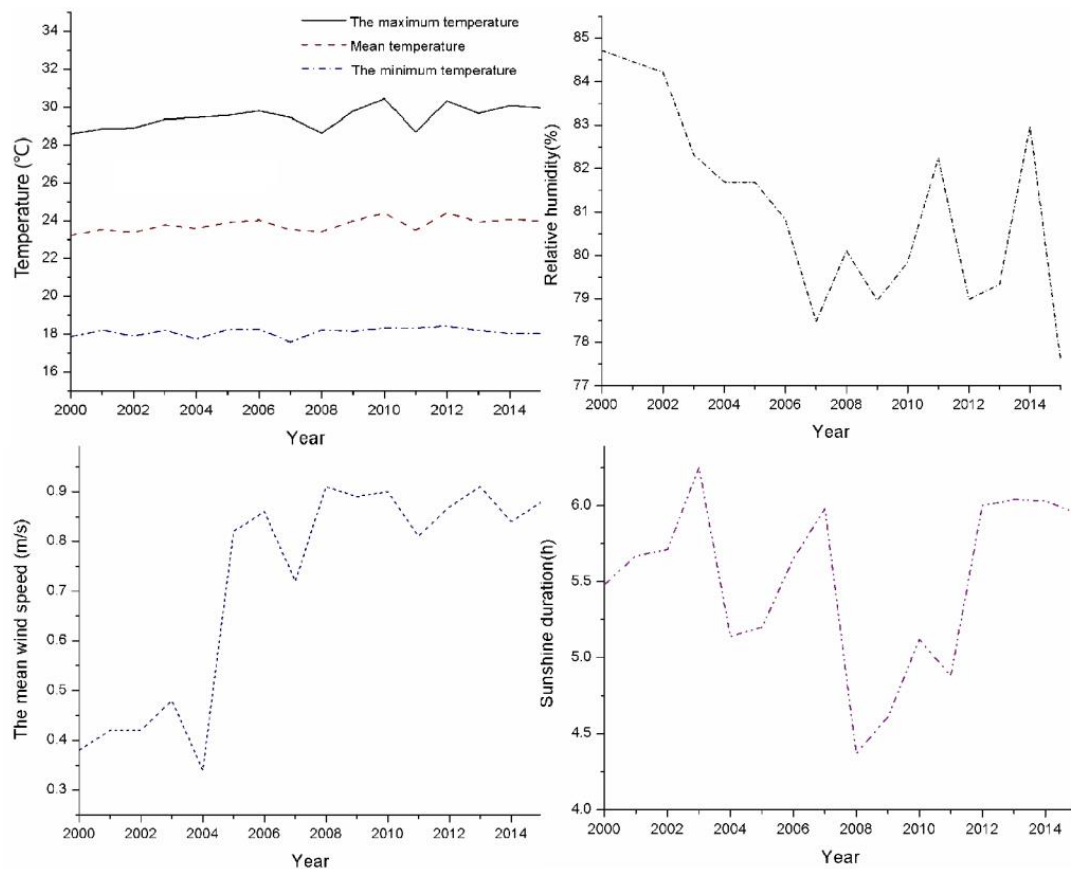 The maximum temperature
Mean temperature
The minimum temperature
34
32
30
28
26
24
22
20
18
16
Temperature (℃)
2000 2002 2004 2006 2008 2010 2012 2014
Year
85
84
83
82
81
80
79
78
77
Relative humidity(%)
2000 2002 2004 2006 2008 2010 2012 2014
Year
0.9
0.8
0.7
0.6
0.5
0.4
0.3
The mean wind speed (m/s)
2000 2002 2004 2006 2008 2010 2012 2014
Year
6.0
5.5
5.0
4.5
4.0
Sunshine duration(h)
2000 2002 2004 2006 2008 2010 2012 2014
Year